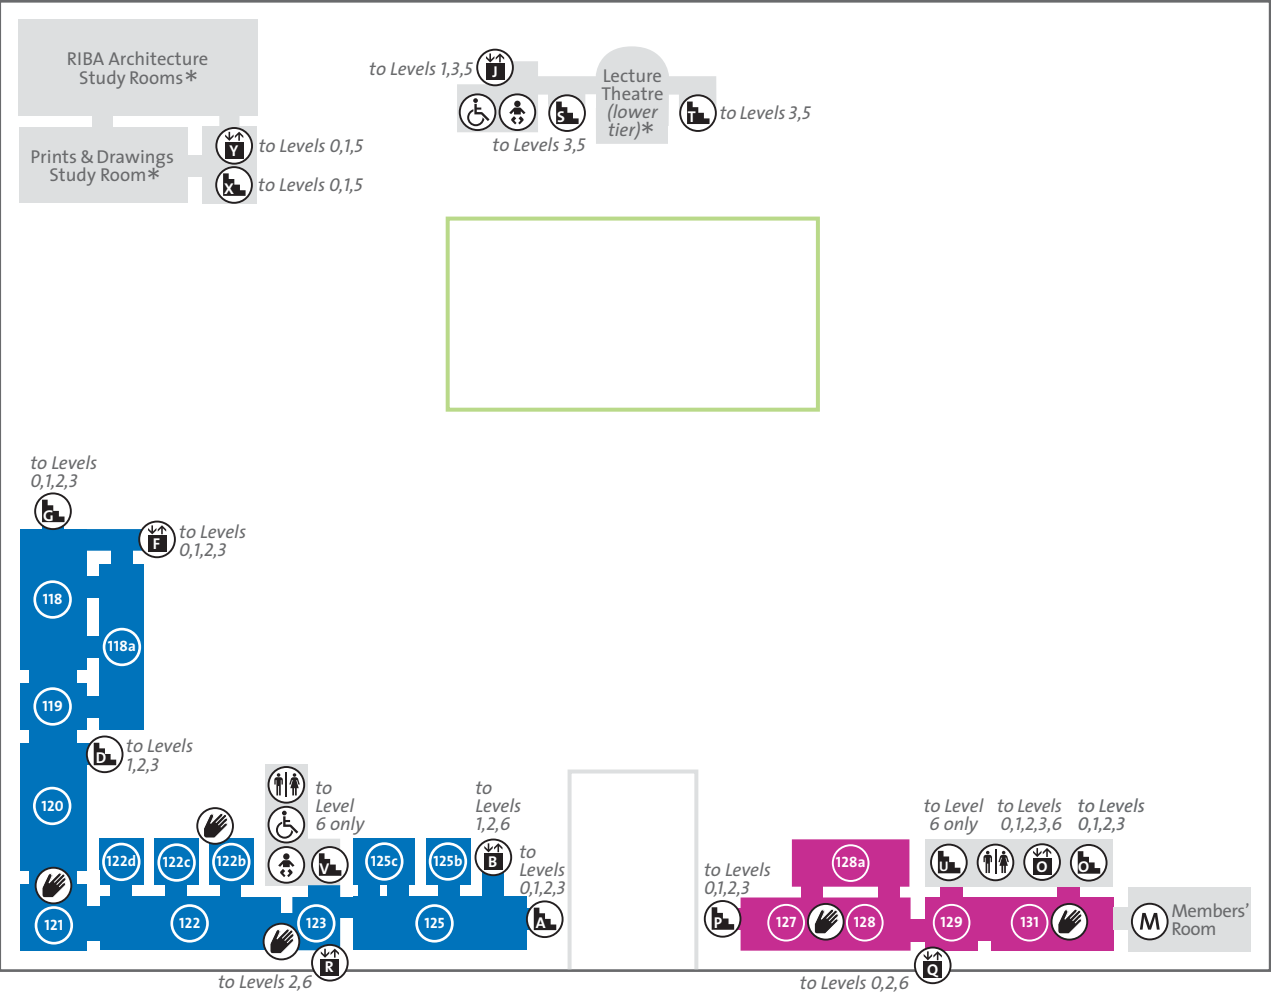 RIBA Architecture
Study Rooms*
Prints & Drawings
Study Room*
Y
to Levels 0,1,5
X
to Levels 0,1,5
to Levels 1,3,5
J
S
to Levels 3,5
Lecture
Theatre
(lower
tier)*
T
to Levels 3,5
to Levels
0,1,2,3
G
F
to Levels
0,1,2,3
118
118a
119
D
to Levels
1,2,3
120
121
122d
122c
122b
122
to
Level
6 only
V
123
R
to Levels 2,6
125c
125b
125
to
Levels
1,2,6
B
to
Levels
0,1,2,3
A
to
Levels
0,1,2,3
P
128a
127
128
to Level
6 only
U
to Levels
0,1,2,3,6
O
to Levels
0,1,2,3
O
129
131
Q
to Levels 0,2,6
M
Members'
Room